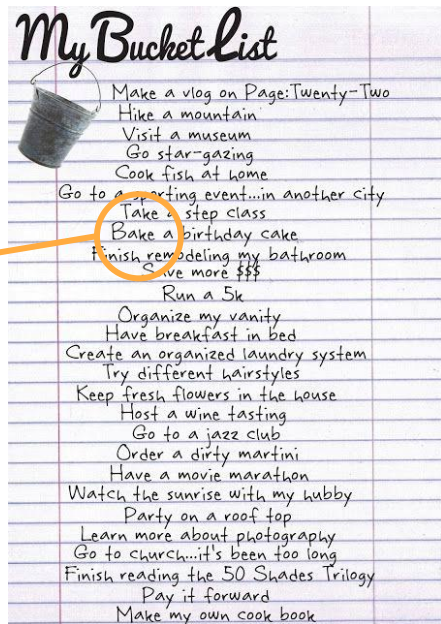 My Bucket List
Make a vlog on Page:Twenty-Two
Hike a mountain
Visit a museum
Go star-gazing
Cook fish at home
Go to a sporting event...in another city
Take a step class
Bake a birthday cake
Finish remodeling my bathroom
Save more $$$
Run a 5k
Organize my vanity
Have breakfast in bed
Create an organized laundry system
Try different hairstyles
Keep fresh flowers in the house
Host a wine tasting
Go to a jazz club
Order a dirty martini
Have a movie marathon
Watch the sunrise with my hubby
Party on a roof top
Learn more about photography
Go to church...it's been too long
Finish reading the 50 Shades Trilogy
Pay it forward
Make my own cook book